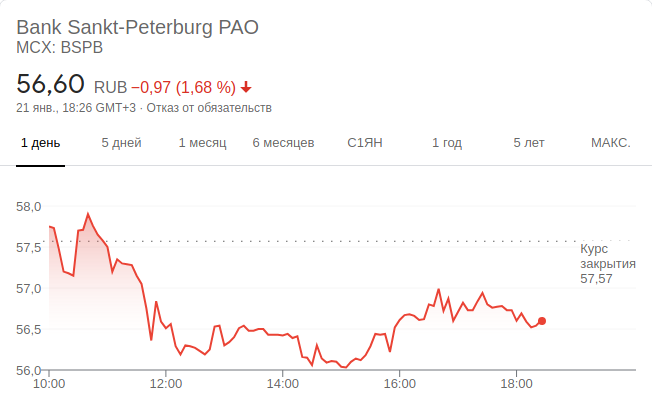 Bank Sankt-Peterburg PAO
MCX: BSPB
56,60 RUB −0,97 (1,68 %)
21 янв., 18:26 GMT+3 · Отказ от обязательств
1 день 5 дней 1 месяц 6 месяцев С1ЯН 1 год 5 лет МАКС.
58,0
57,5
57,0
56,5
56,0
Курс
закрытия
57,57
10:00 12:00 14:00 16:00 18:00